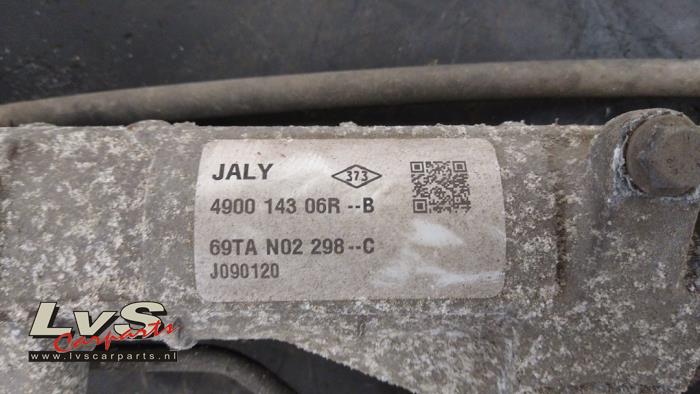 JALY 373
4900 143 06R --B
69TA N02 298 --C
J090120
LvS
Carparts
www.lvscarparts.nl